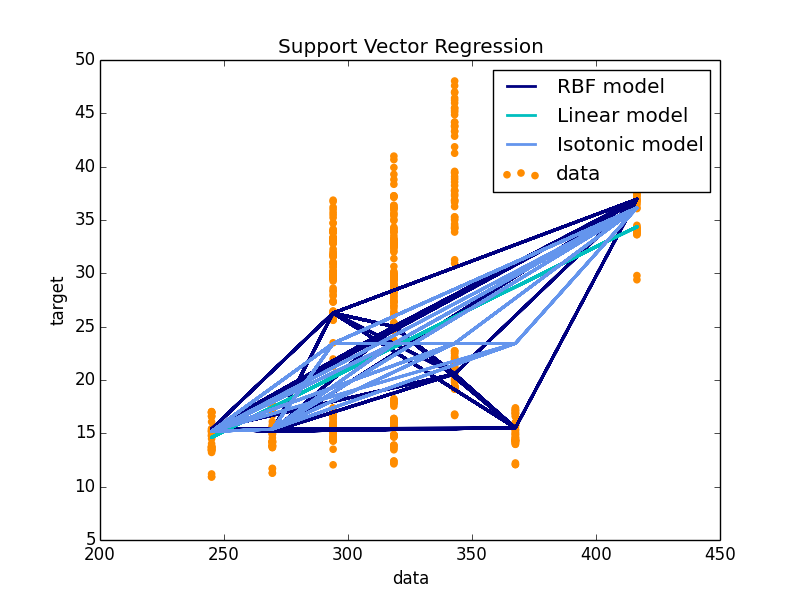 Support Vector Regression
RBF model
Linear model
Isotonic model
data
50
45
40
35
30
25
20
15
10
5
target
200
250
300
350
400
450
data